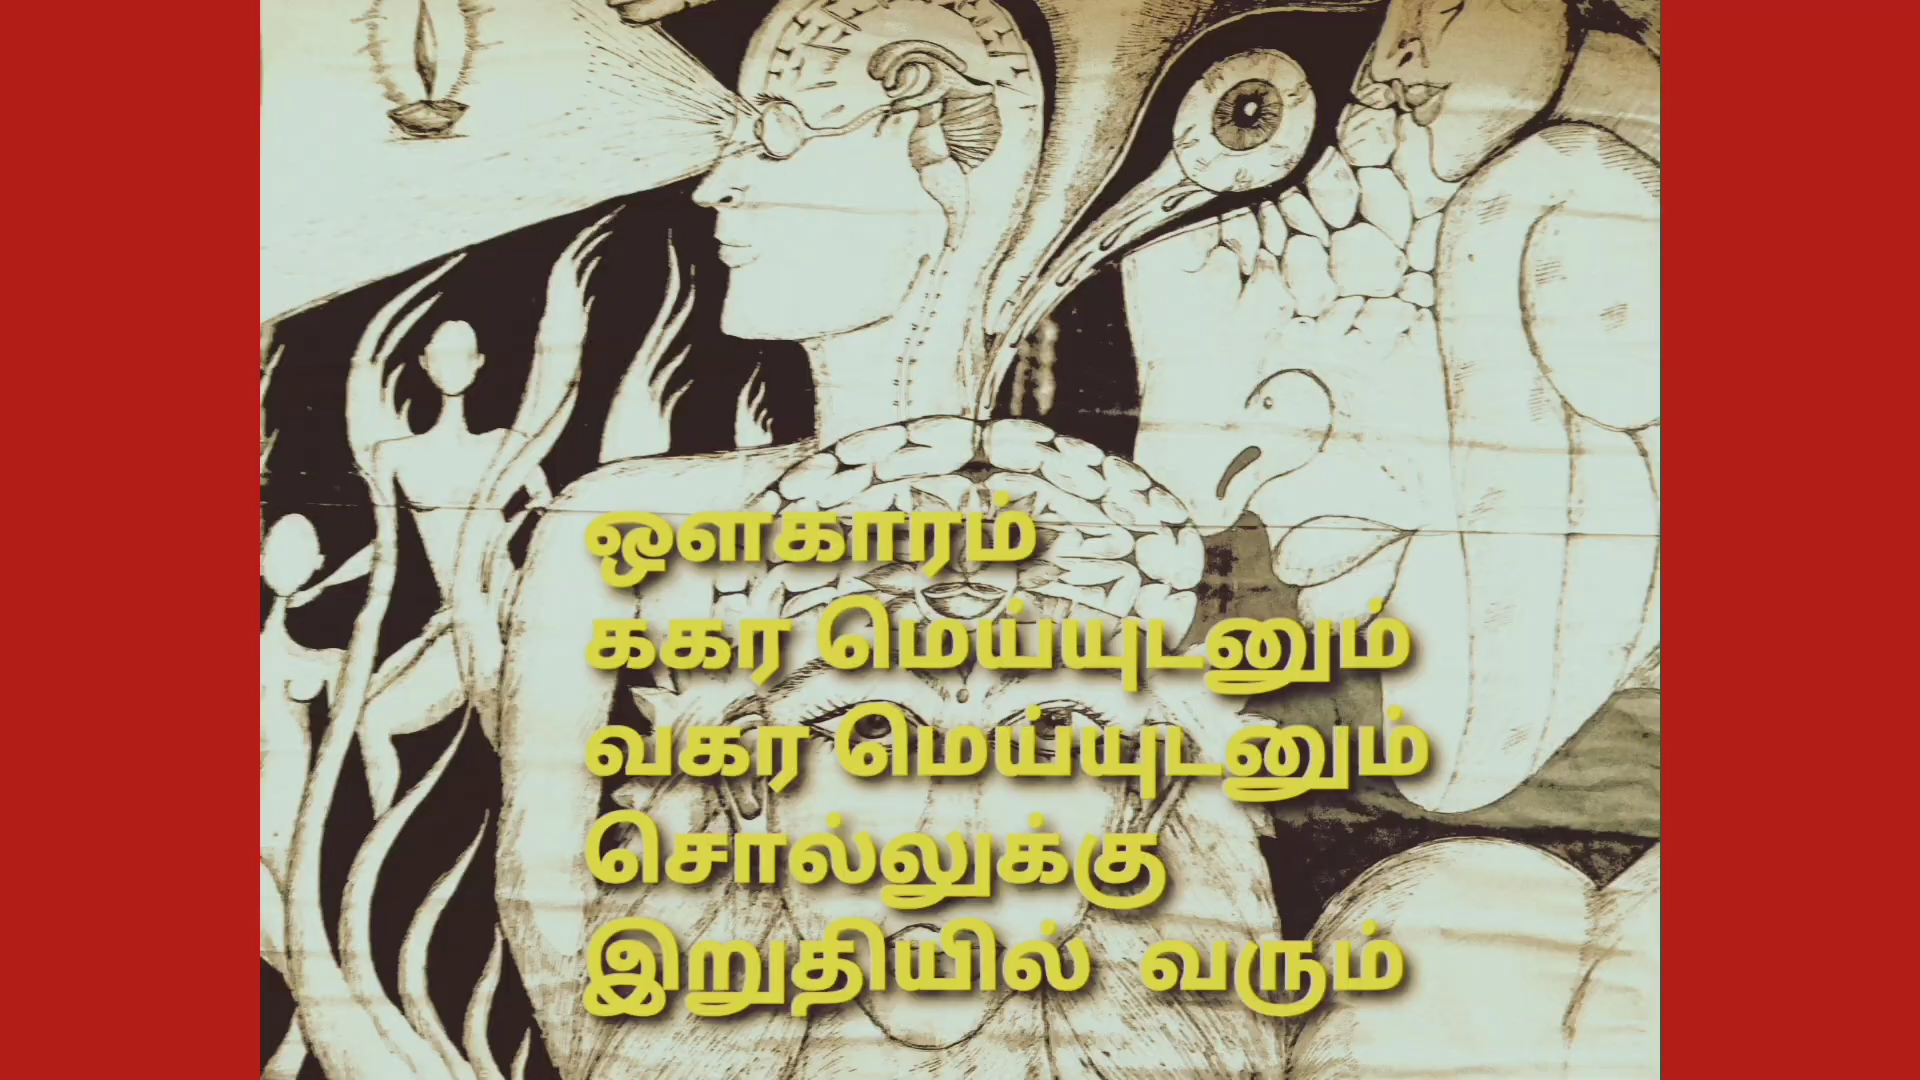 ஔகாரம்
ககர மெய்யுடனும்
வகர மெய்யுடனும்
சொல்லுக்கு
இறுதியில் வரும்